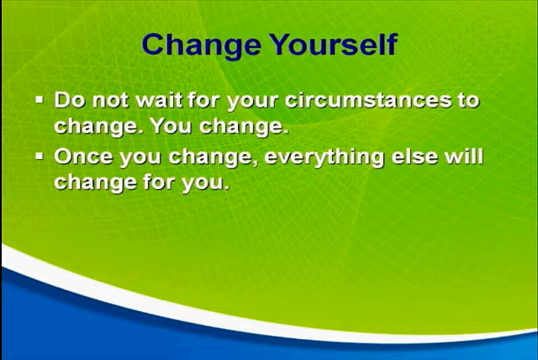 Change Yourself
▪ Do not wait for your circumstances to
change. You change.
▪ Once you change, everything else will
change for you.